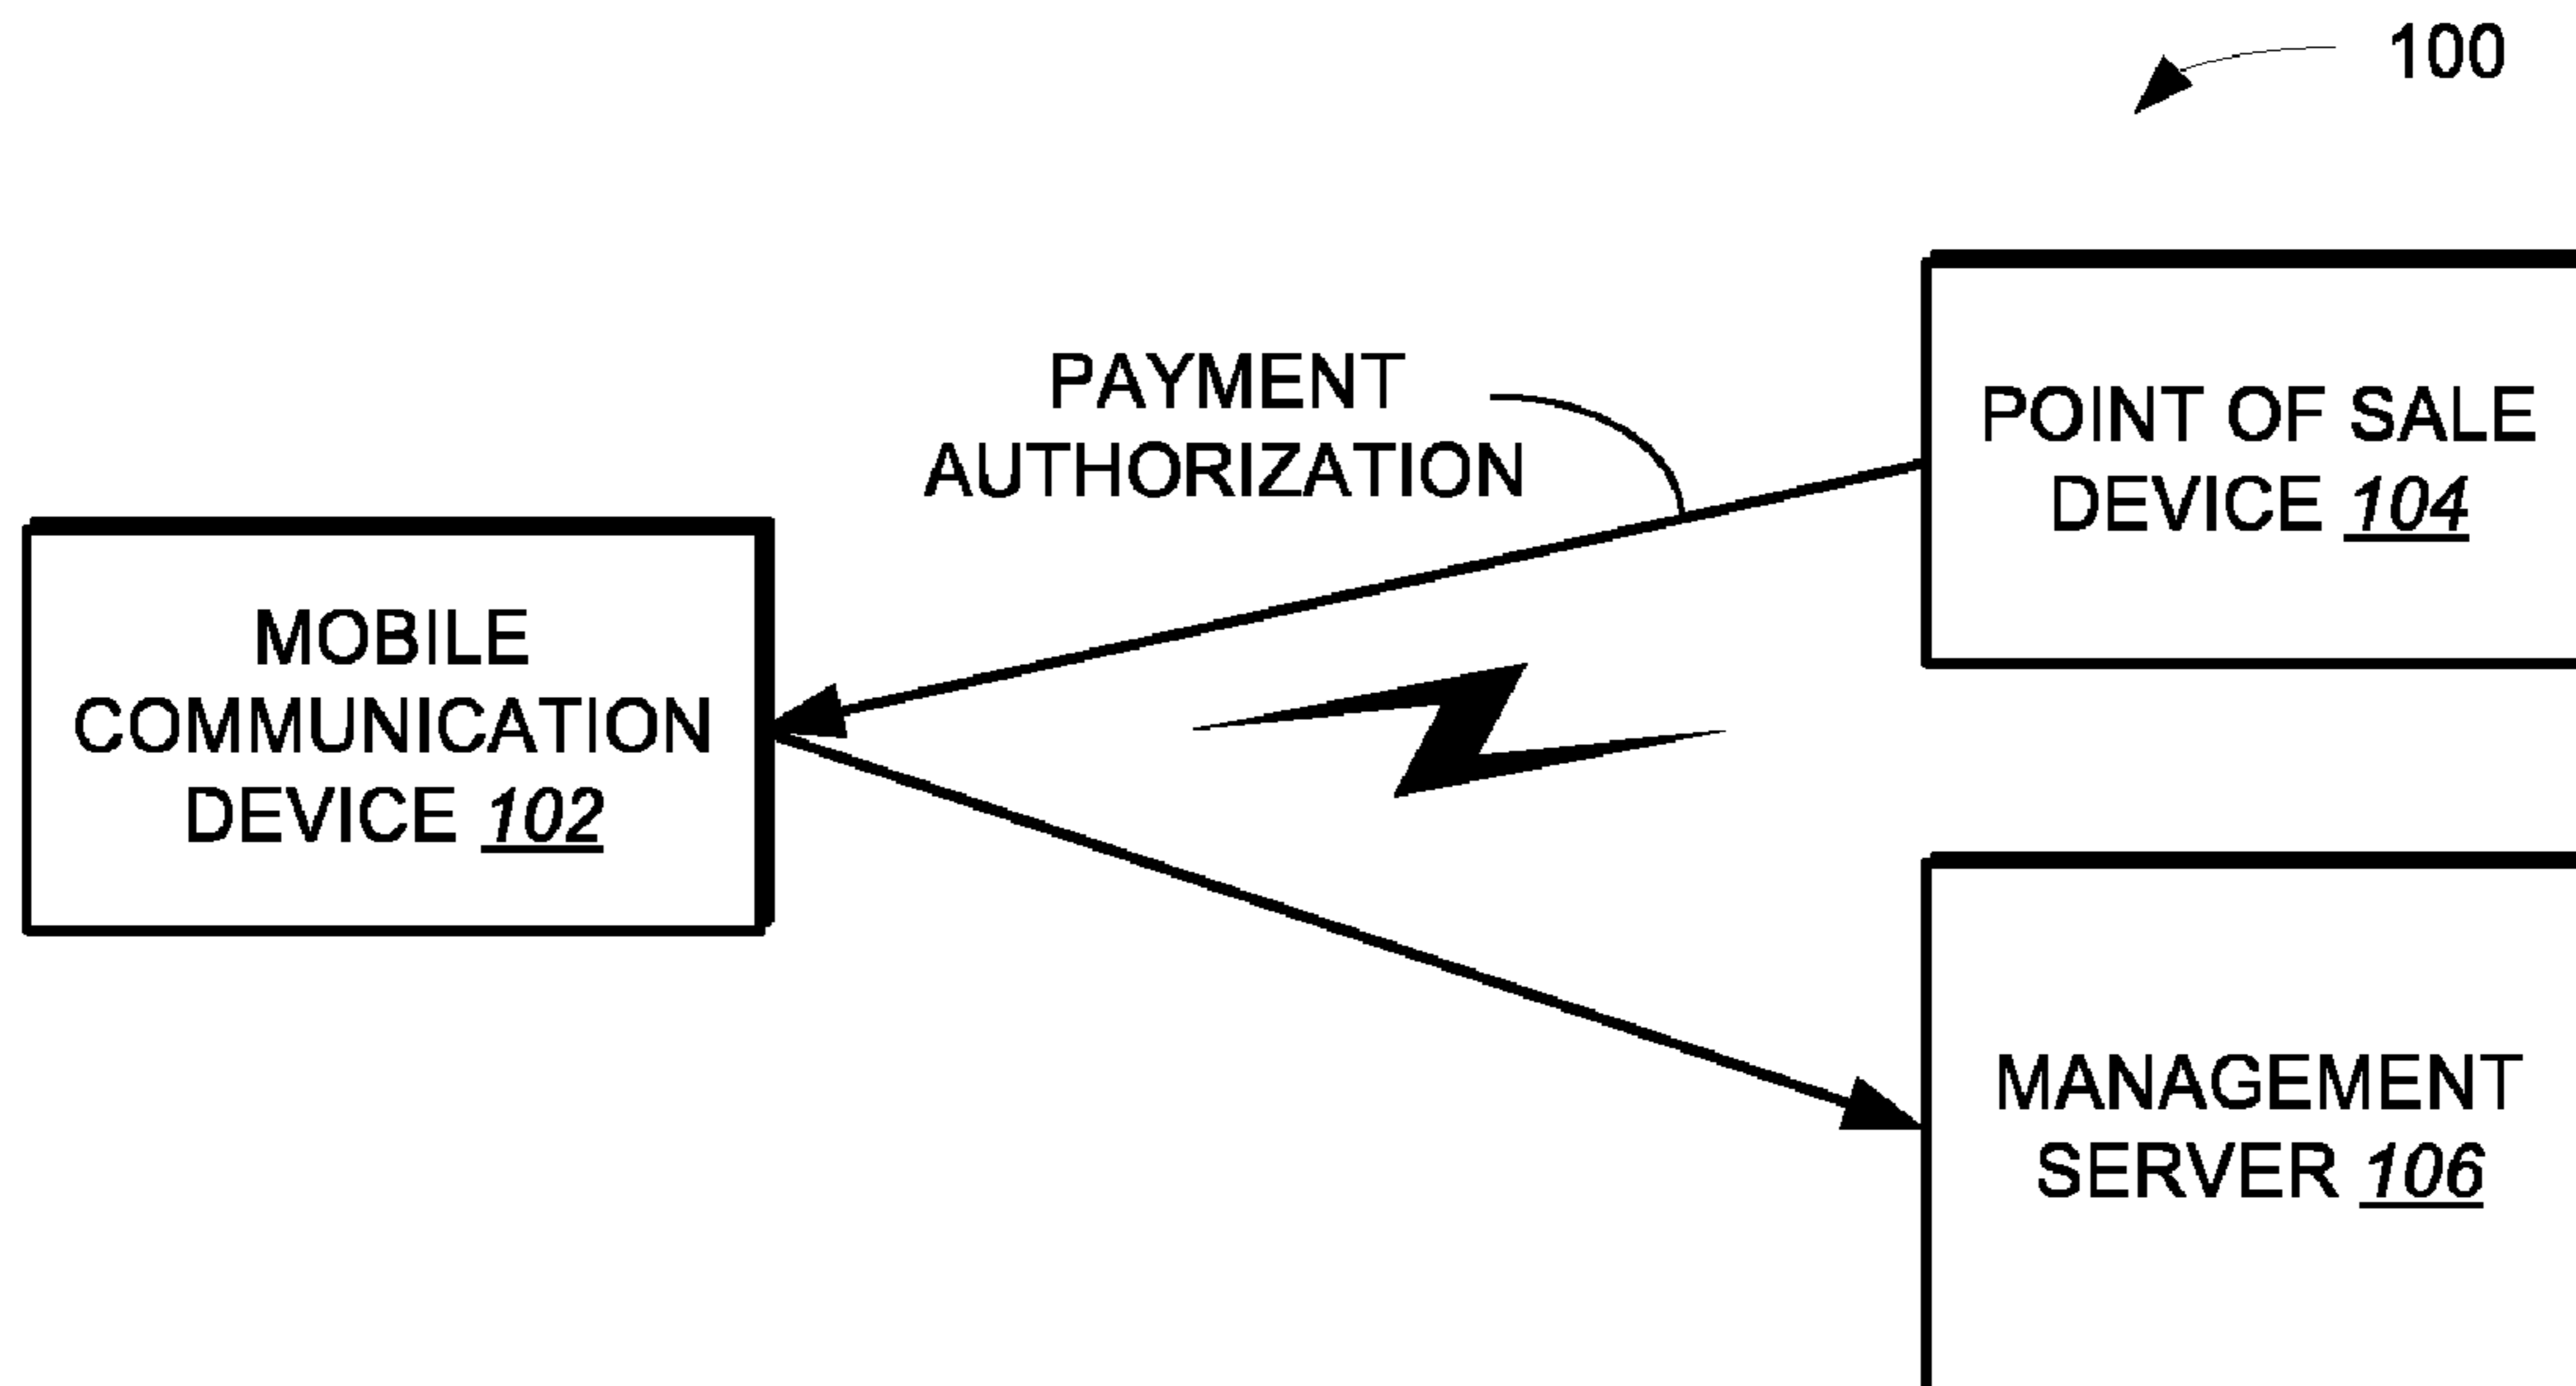 100
PAYMENT
AUTHORIZATION
POINT OF SALE
DEVICE 104
MOBILE
COMMUNICATION
DEVICE 102
MANAGEMENT
SERVER 106